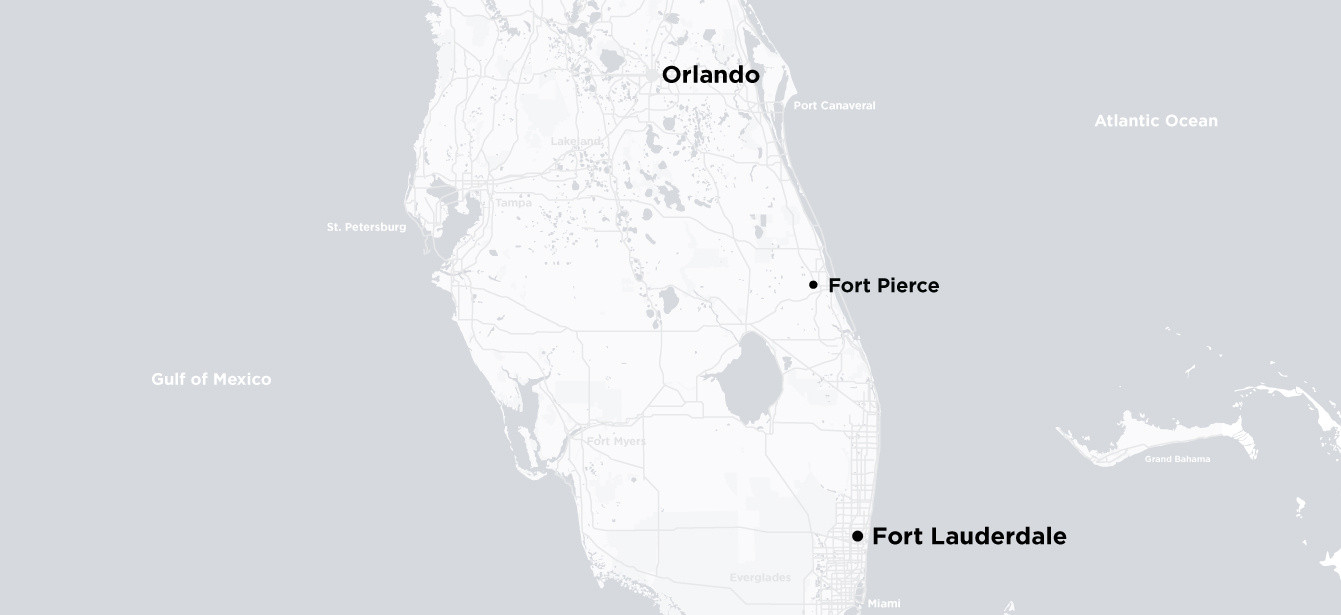 Orlando
Port Canaveral
Atlantic Ocean
Lakeland
Tampa
St. Petersburg
Fort Pierce
Gulf of Mexico
Fort Myers
Grand Bahama
Fort Lauderdale
Everglades
Miami